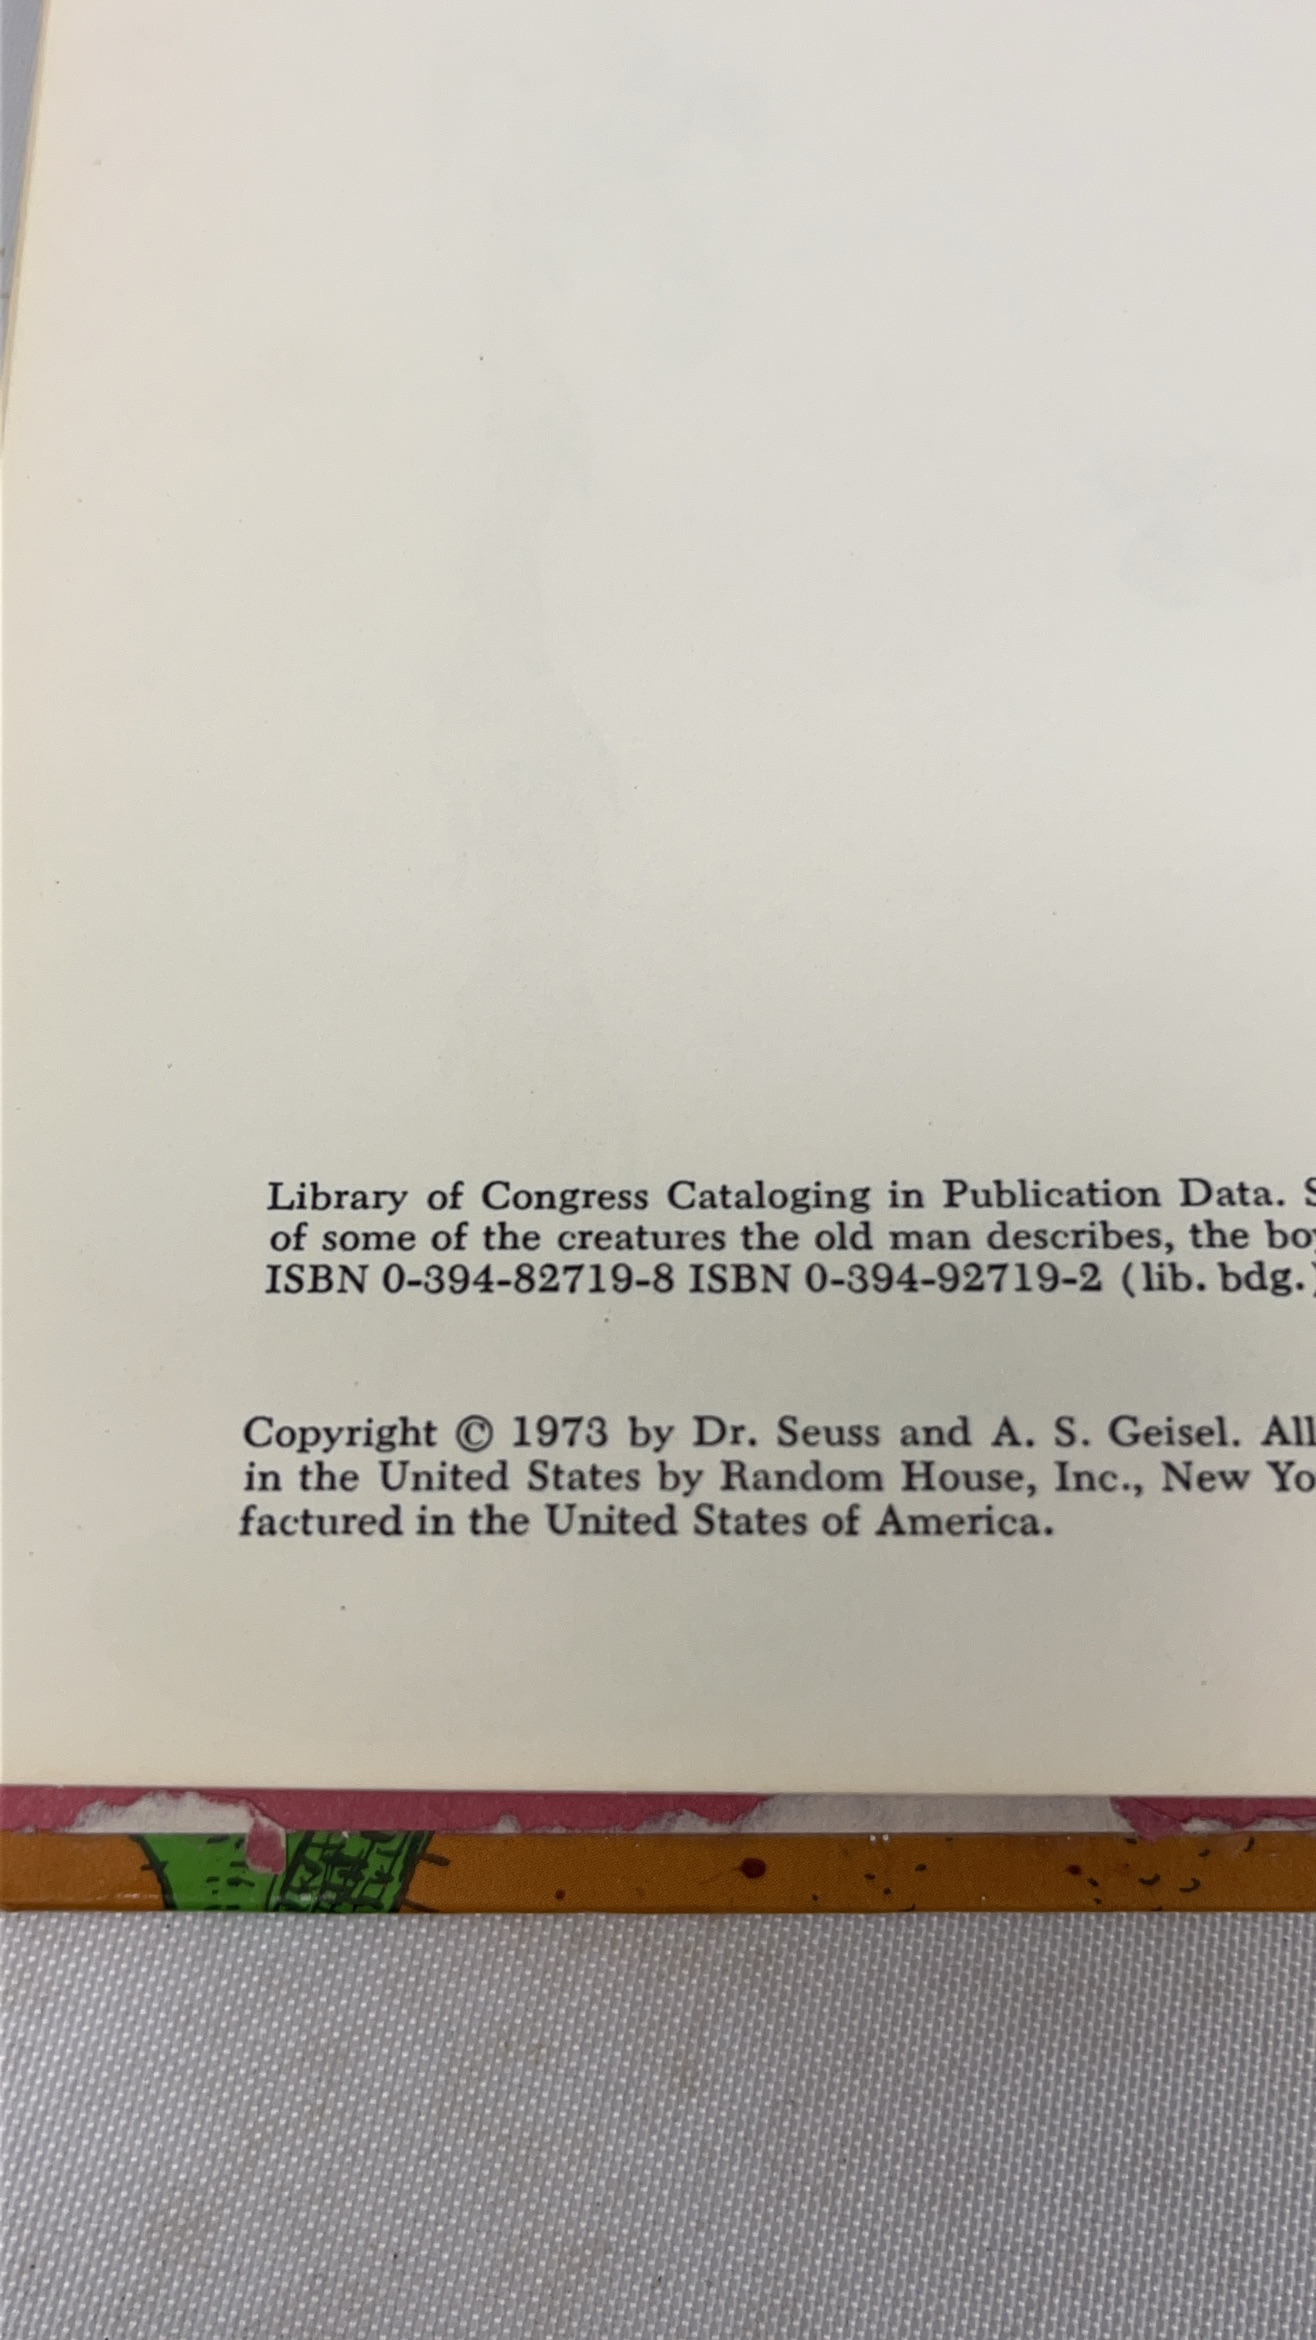 Library of Congress Cataloging in Publication Data.
of some of the creatures the old man describes, the
ISBN 0-394-82719-8 ISBN 0-394-92719-2 (lib. bdg.)
Copyright © 1973 by Dr. Seuss and A. S. Geisel. All
in the United States by Random House, Inc., New
factured in the United States of America.